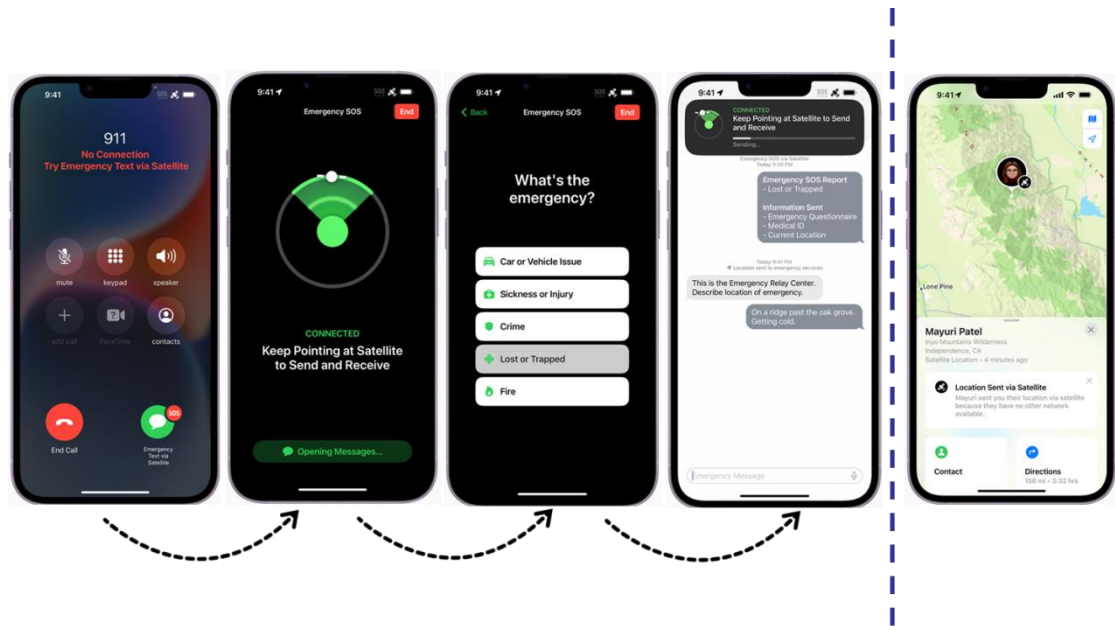 9:41
SOS
911
No Connection
Try Emergency Text via Satellite
mute
keypad
speaker
add call
FaceTime
contacts
SOS
End Call
Emergency
Text via
Satellite
9:41
SOS
Emergency SOS
End
CONNECTED
Keep Pointing at Satellite
to Send and Receive
Opening Messages...
9:41
SOS
Back
Emergency SOS
End
What's the
emergency?
Car or Vehicle Issue
Sickness or Injury
Crime
Lost or Trapped
Fire
9:41
SOS
CONNECTED
Keep Pointing at Satellite to Send
and Receive
Sending...
Emergency SOS via Satellite
Emergency SOS Report
- Lost or Trapped
Information Sent
- Emergency Questionnaire
- Medical ID
- Current Location
Today 9:41 PM
Location sent to emergency services
This is the Emergency Relay Center.
Describe location of emergency.
On a ridge past the oak grove.
Getting cold.
Emergency Message
9:41
Lone Pine
Mayuri Patel
Inyo Mountains Wilderness
Independence, CA
Satellite Location • 4 minutes ago
Location Sent via Satellite
Mayuri sent you their location via satellite
because they have no other network
available.
Contact
Directions
156 mi • 3:32 hrs